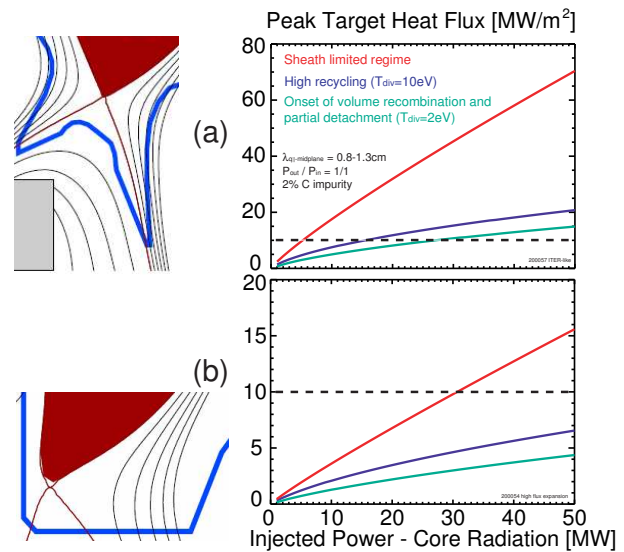 Peak Target Heat Flux [MW/m²]
80
60
40
20
0
Sheath limited regime
High recycling (Tdiv=10eV)
Onset of volume recombination and
partial detachment (Tdiv=2eV)
λq||-midplane = 0.8-1.3cm
Pout / Pin = 1/1
2% C impurity
200057 ITER-like
(a)
20
15
10
5
0
(b)
200054 high flux expansion
0 10 20 30 40 50
Injected Power - Core Radiation [MW]